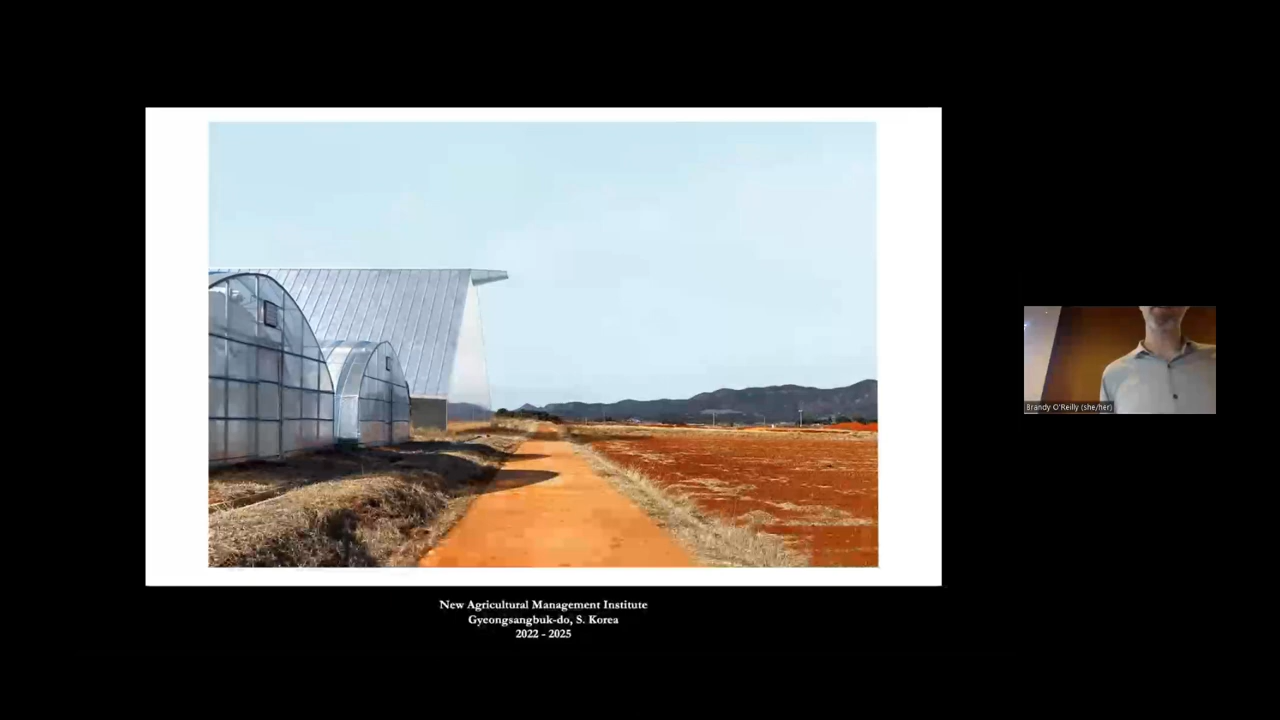 New Agricultural Management Institute
Gyeongsangbuk-do, S. Korea
2022 - 2025
Brandy O'Reilly (she/her)